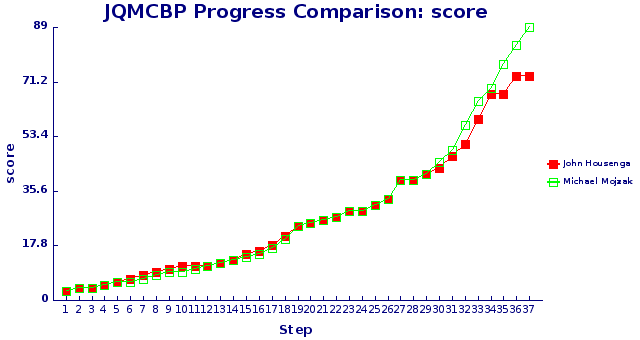 JQMCBP Progress Comparison: score
89
71.2
53.4
35.6
17.8
0
score
1 2 3 4 5 6 7 8 9 10 11 12 13 14 15 16 17 18 19 20 21 22 23 24 25 26 27 28 29 30 31 32 33 34 35 36 37
Step
John Housenga
Michael Mojzak